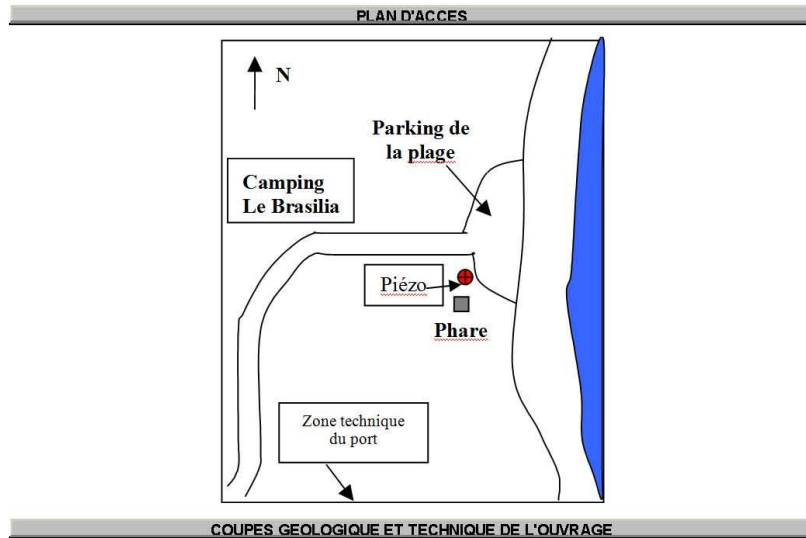 PLAN D'ACCES
N
Parking de
la plage
Camping
Le Brasilia
Piézo
Phare
Zone technique
du port
COUPES GEOLOGIQUE ET TECHNIQUE DE L'OUVRAGE